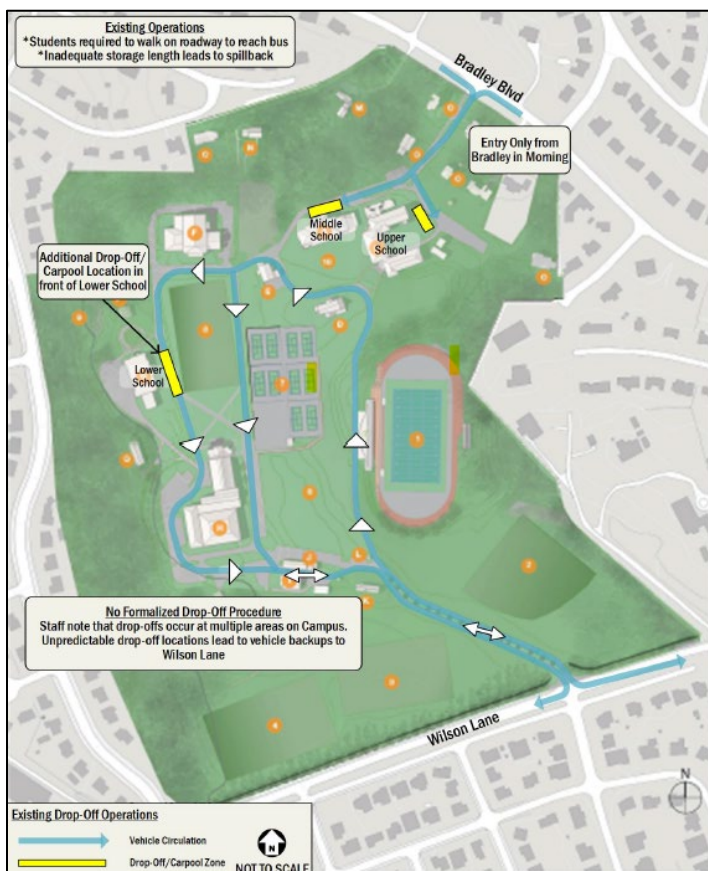 Existing Operations
*Students required to walk on roadway to reach bus
*Inadequate storage length leads to spillback
Bradley Blvd
Entry Only from
Bradley in Morning
Middle
School
Upper
School
Additional Drop-Off/
Carpool Location in
front of Lower School
Lower
School
No Formalized Drop-Off Procedure
Staff note that drop-offs occur at multiple areas on Campus.
Unpredictable drop-off locations lead to vehicle backups to
Wilson Lane
Wilson Lane
N
Existing Drop-Off Operations
Vehicle Circulation
Drop-Off/Carpool Zone
N
NOT TO SCALE